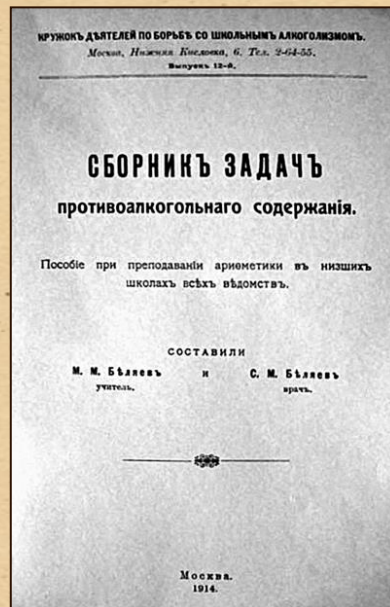 КРУЖОКЪ ДѢЯТЕЛЕЙ ПО БОРЬБѢ СО ШКОЛЬНЫМЪ АЛКОГОЛИЗМОМЪ.
Москва, Нижняя Кисловка, 6. Тел. 2-64-55.
Выпускъ 12-й.
СБОРНИКЪ ЗАДАЧЪ
противоалкогольнаго содержанія.
Пособіе при преподаваніи ариѳметики въ низшихъ
школахъ всѣхъ вѣдомствъ.
СОСТАВИЛИ
М. М. Бѣляевъ и С. М. Бѣляевъ
учитель. врачъ.
Москва.
1914.